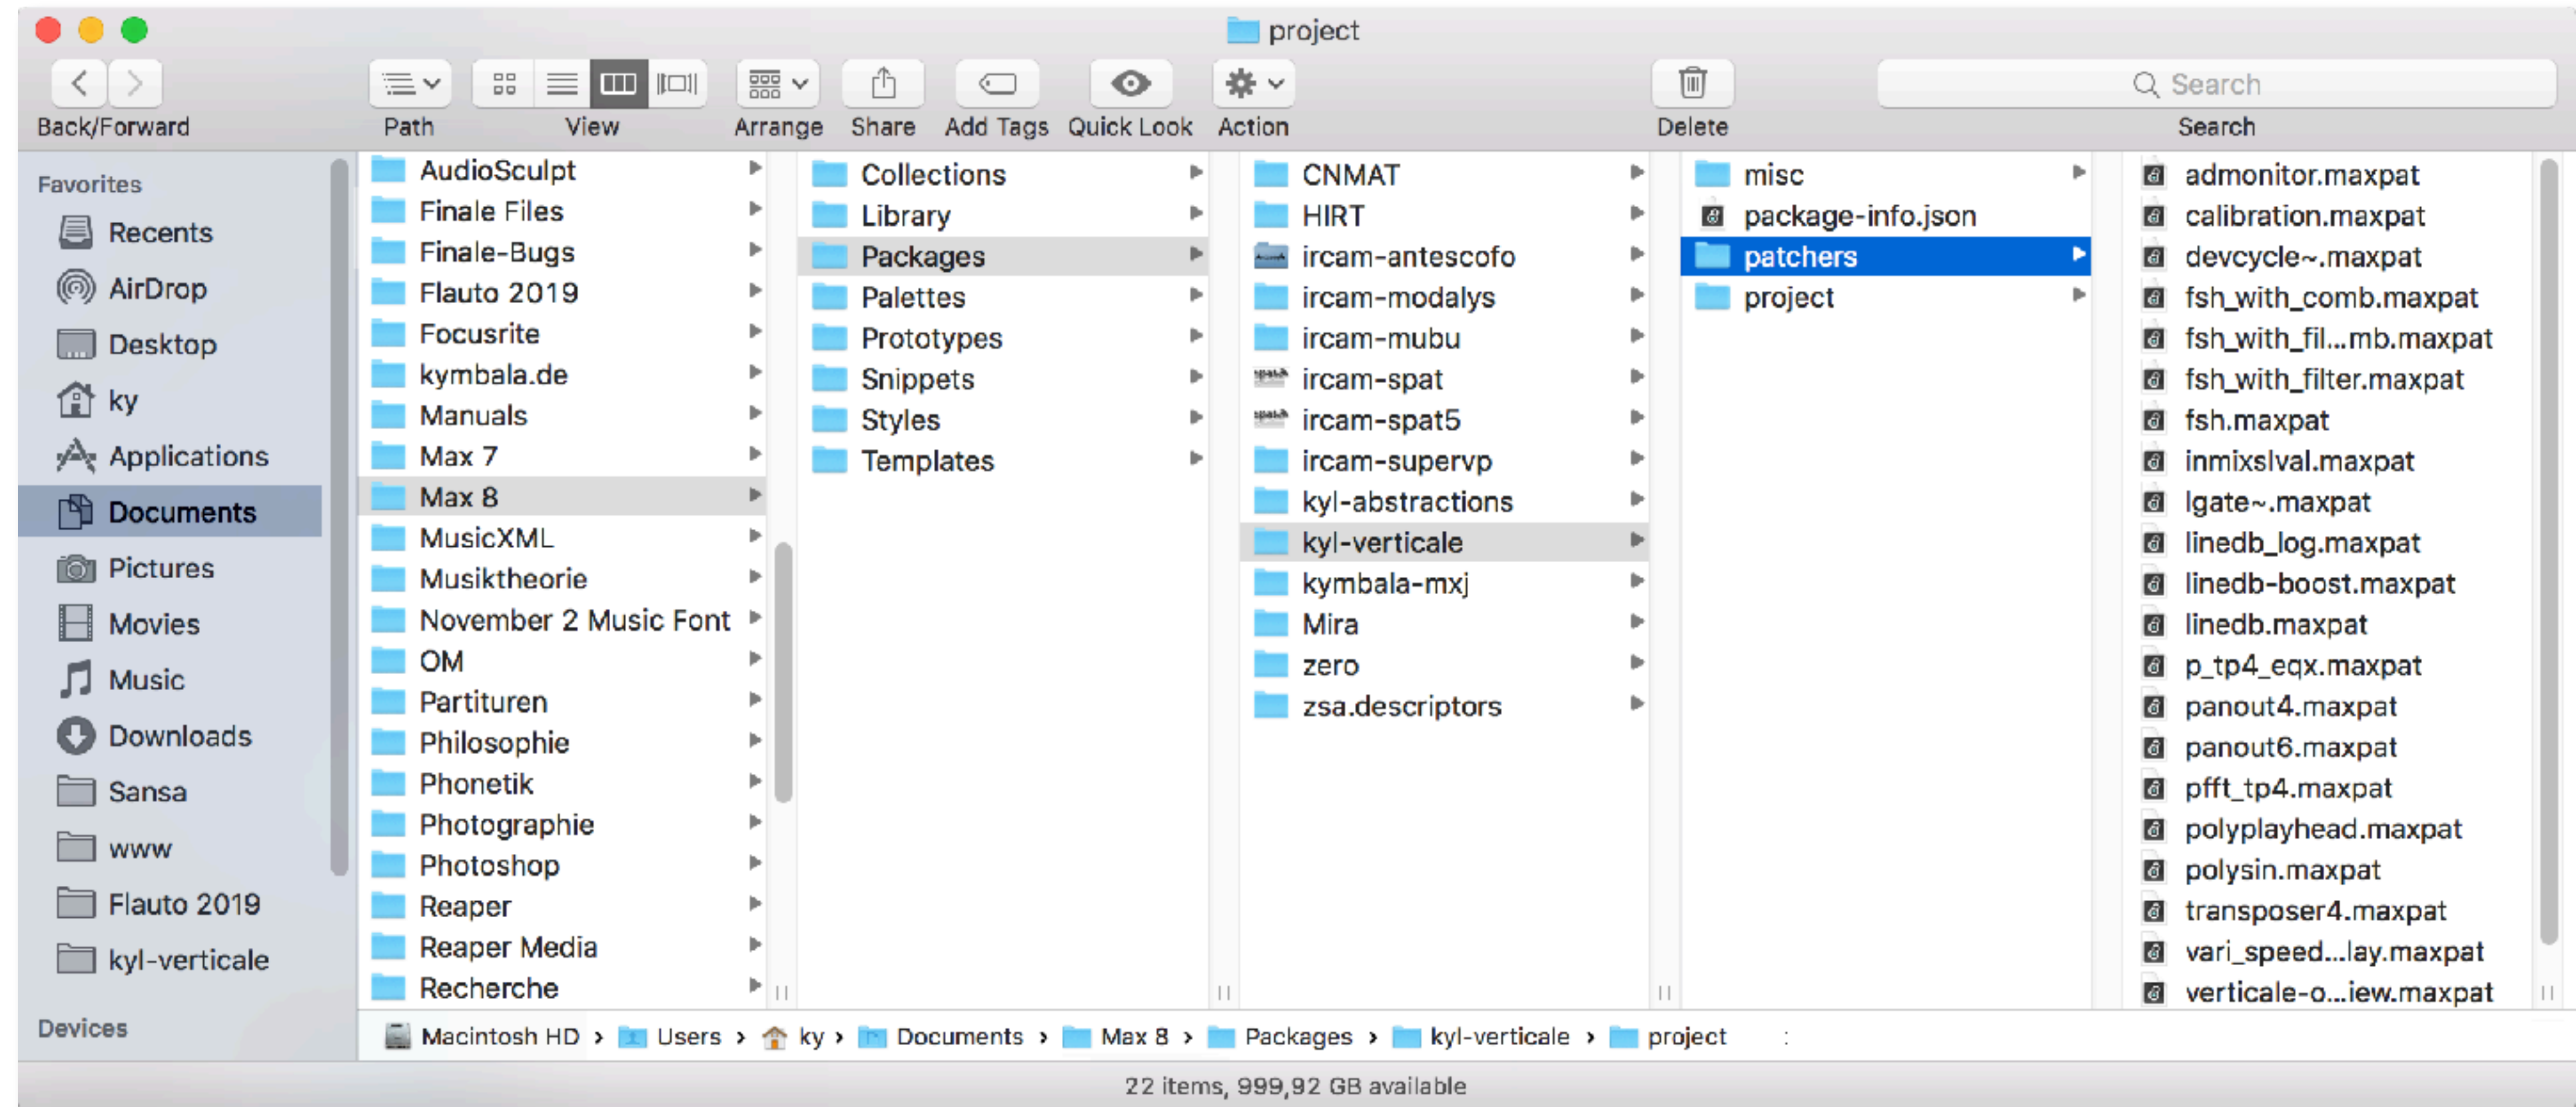 project
Back/Forward
Path
View
Arrange
Share
Add Tags
Quick Look
Action
Delete
Search
Search
Favorites
Recents
AirDrop
Desktop
ky
Applications
Documents
Pictures
Movies
Music
Downloads
Sansa
www
Flauto 2019
kyl-verticale
Devices
AudioSculpt
Finale Files
Finale-Bugs
Flauto 2019
Focusrite
kymbala.de
Manuals
Max 7
Max 8
MusicXML
Musiktheorie
November 2 Music Font
OM
Partituren
Philosophie
Phonetik
Photographie
Photoshop
Reaper
Reaper Media
Recherche
Collections
Library
Packages
Palettes
Prototypes
Snippets
Styles
Templates
CNMAT
HIRT
ircam-antescofo
ircam-modalys
ircam-mubu
ircam-spat
ircam-spat5
ircam-supervp
kyl-abstractions
kyl-verticale
kymbala-mxj
Mira
zero
zsa.descriptors
misc
package-info.json
patchers
project
admonitor.maxpat
calibration.maxpat
devcycle~.maxpat
fsh_with_comb.maxpat
fsh_with_fil...mb.maxpat
fsh_with_filter.maxpat
fsh.maxpat
inmixslval.maxpat
lgate~.maxpat
linedb_log.maxpat
linedb-boost.maxpat
linedb.maxpat
p_tp4_eqx.maxpat
panout4.maxpat
panout6.maxpat
pfft_tp4.maxpat
polyplayhead.maxpat
polysin.maxpat
transposer4.maxpat
vari_speed...lay.maxpat
verticale-o...iew.maxpat
Macintosh HD › Users › ky › Documents › Max 8 › Packages › kyl-verticale › project
22 items, 999,92 GB available